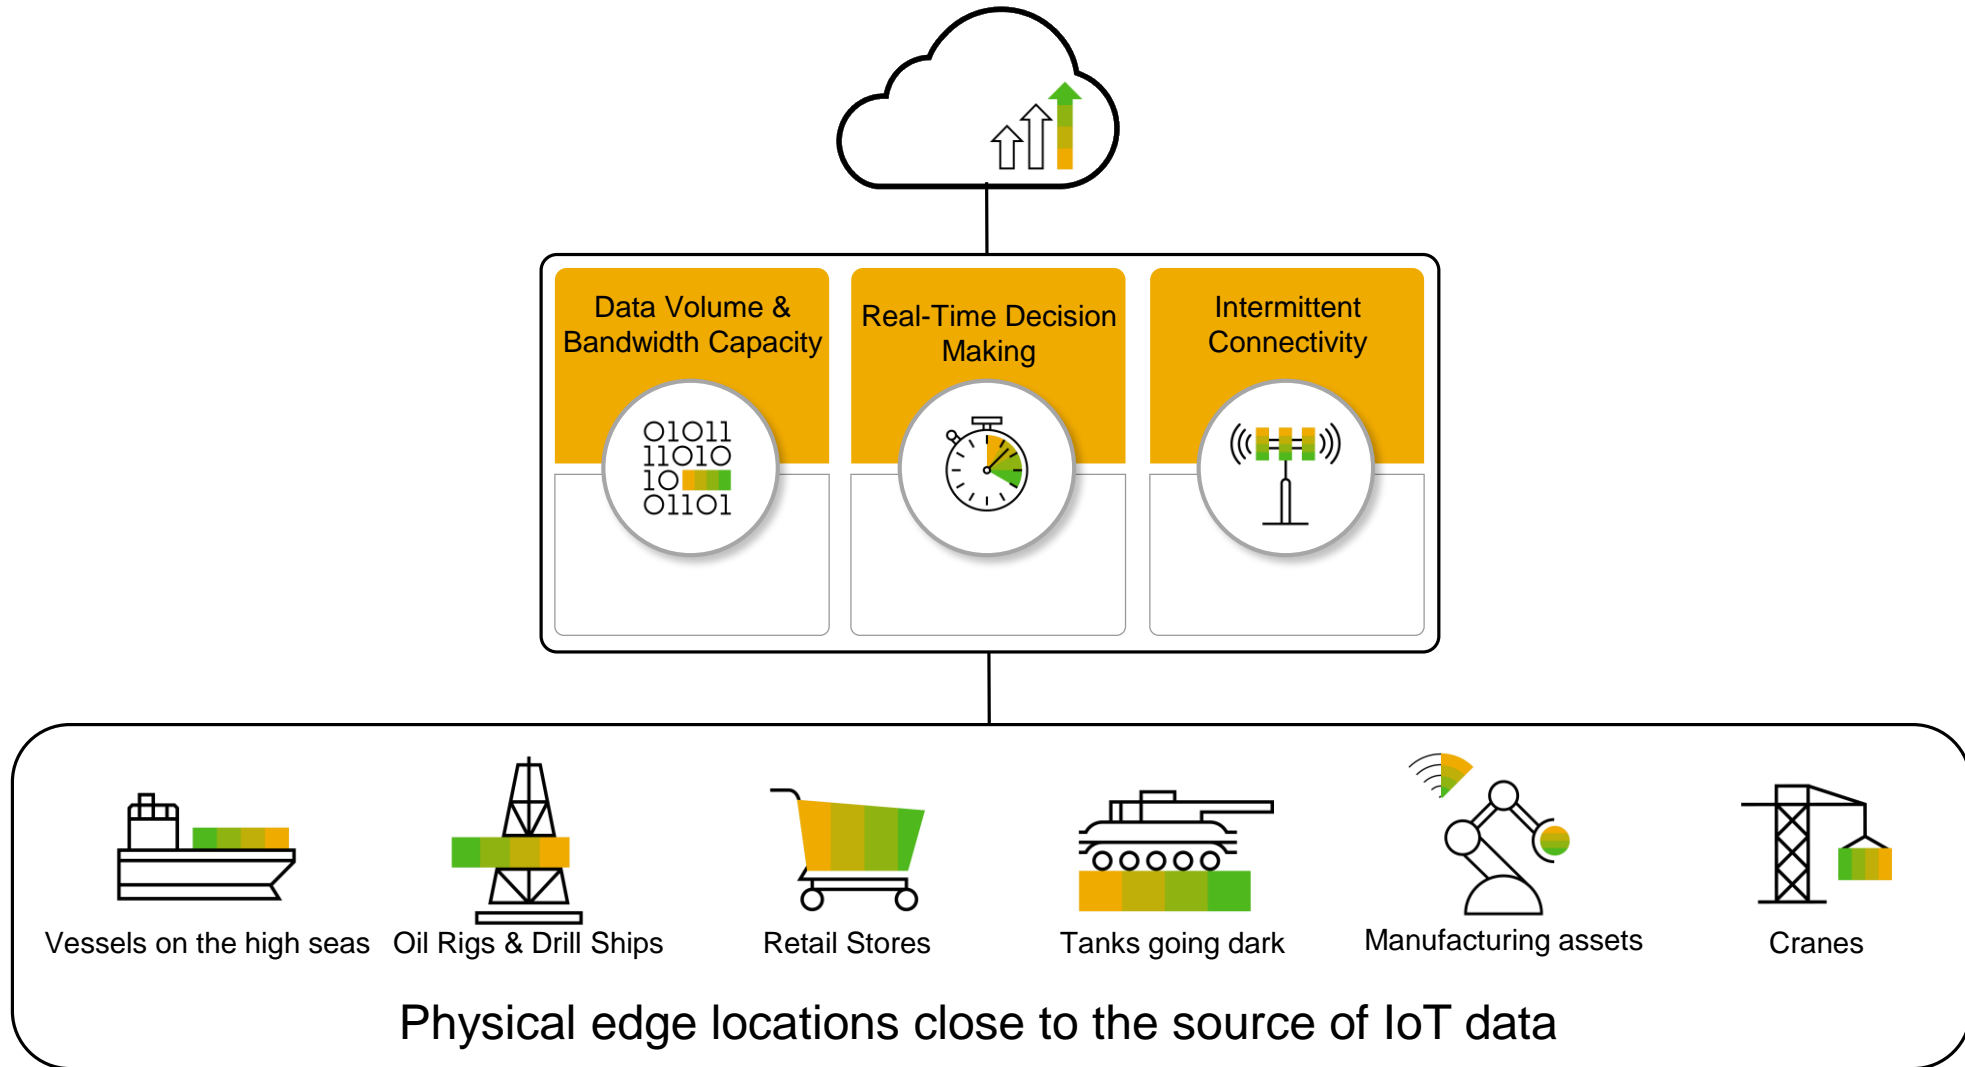 Data Volume &
Bandwidth Capacity
Real-Time Decision
Making
Intermittent
Connectivity
01011
11010
10
01101
Vessels on the high seas
Oil Rigs & Drill Ships
Retail Stores
Tanks going dark
Manufacturing assets
Cranes
Physical edge locations close to the source of IoT data